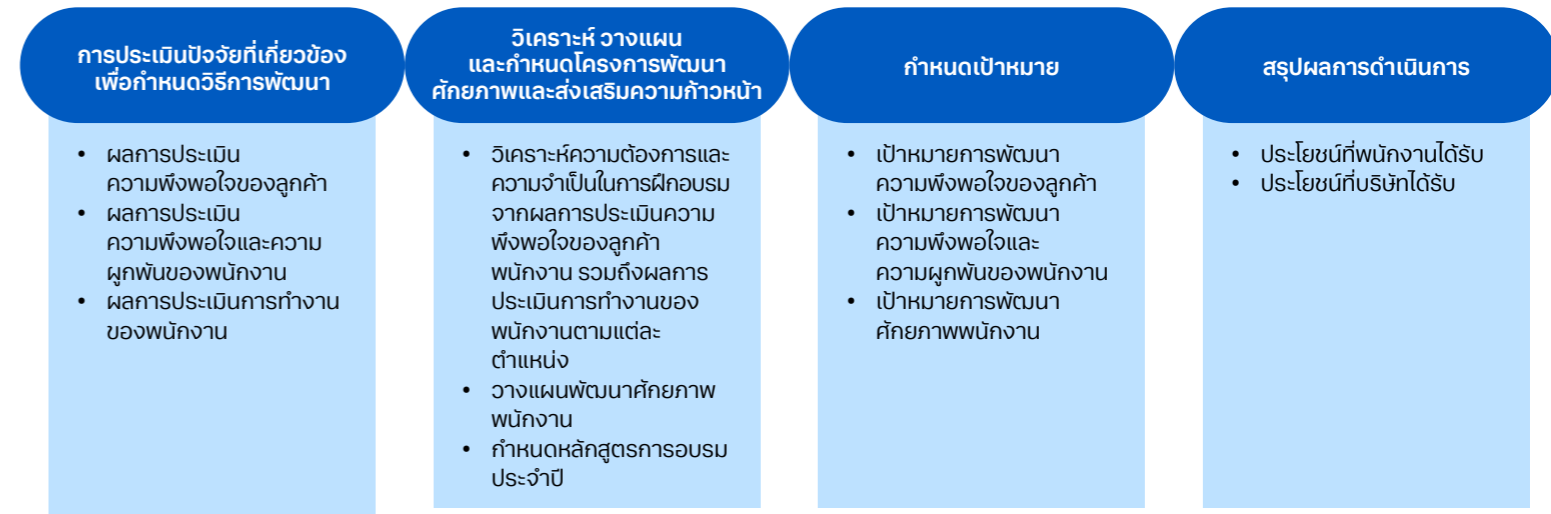 การประเมินปัจจัยที่เกี่ยวข้อง
เพื่อกำหนดวิธีการพัฒนา
• ผลการประเมิน
ความพึงพอใจของลูกค้า
• ผลการประเมิน
ความพึงพอใจและความ
ผูกพันของพนักงาน
• ผลการประเมินการทำงาน
ของพนักงาน
วิเคราะห์ วางแผน
และกำหนดโครงการพัฒนา
ศักยภาพและส่งเสริมความก้าวหน้า
• วิเคราะห์ความต้องการและ
ความจำเป็นในการฝึกอบรม
จากผลการประเมินความ
พึงพอใจของลูกค้า
พนักงาน รวมถึงผลการ
ประเมินการทำงานของ
พนักงานตามแต่ละ
ตำแหน่ง
• วางแผนพัฒนาศักยภาพ
พนักงาน
• กำหนดหลักสูตรการอบรม
ประจำปี
กำหนดเป้าหมาย
• เป้าหมายการพัฒนา
ความพึงพอใจของลูกค้า
• เป้าหมายการพัฒนา
ความพึงพอใจและ
ความผูกพันของพนักงาน
• เป้าหมายการพัฒนา
ศักยภาพพนักงาน
สรุปผลการดำเนินการ
• ประโยชน์ที่พนักงานได้รับ
• ประโยชน์ที่บริษัทได้รับ